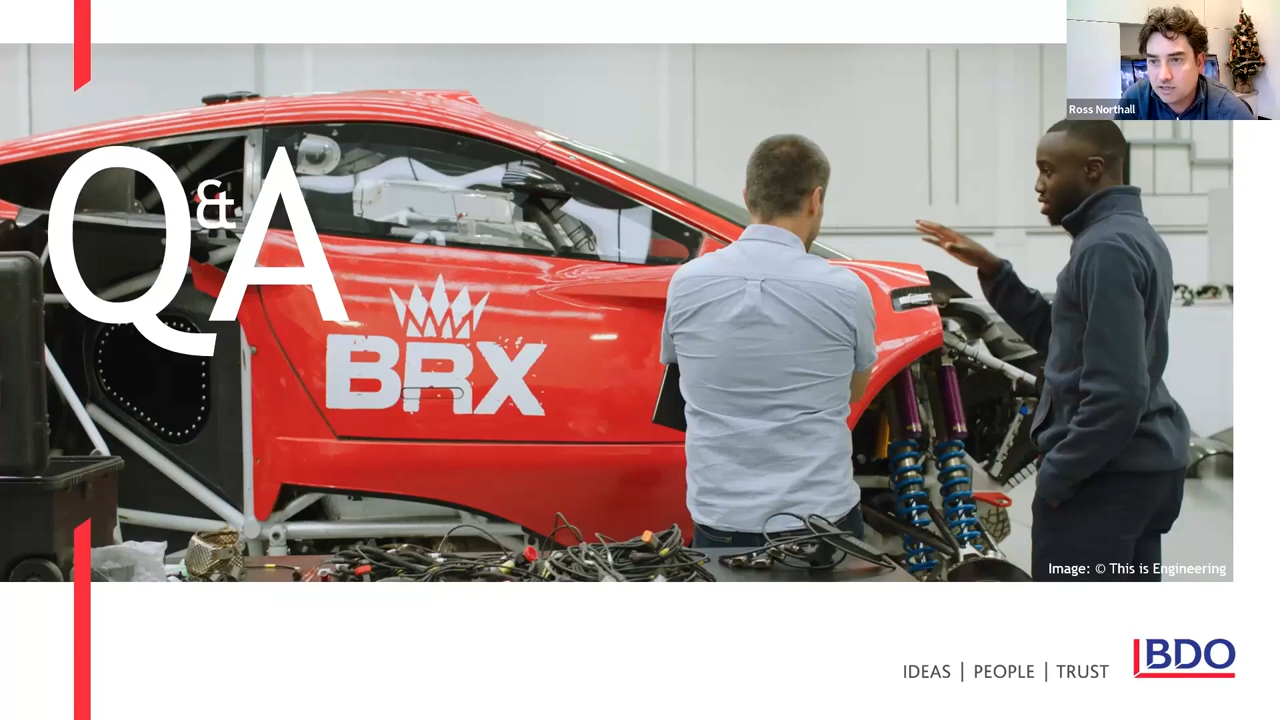 Ross Northall
Q&A
BRX
Image: © This is Engineering
IDEAS | PEOPLE | TRUST
BDO